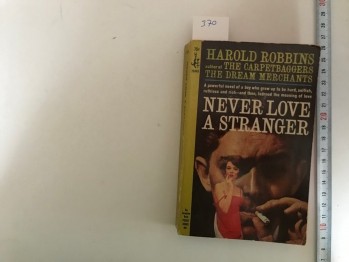 370
HAROLD ROBBINS
author of THE CARPETBAGGERS
THE DREAM MERCHANTS
A powerful novel of a boy who grew up to be hard, selfish,
ruthless and rich—and then, learned the meaning of love
NEVER LOVE
A STRANGER